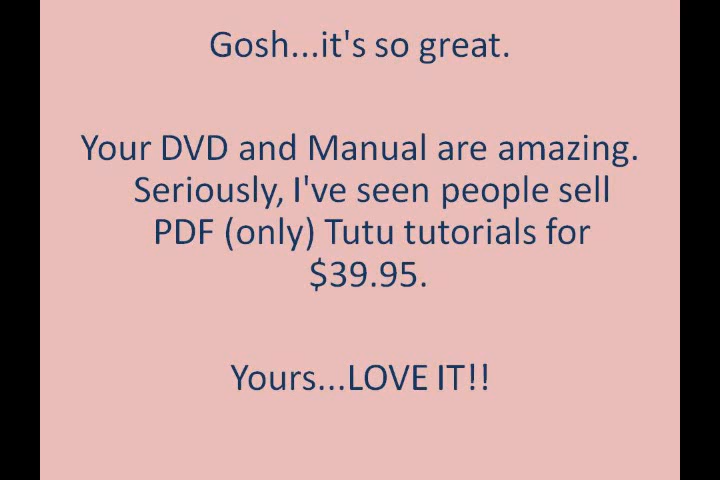 Gosh...it's so great.
Your DVD and Manual are amazing.
Seriously, I've seen people sell
PDF (only) Tutu tutorials for
$39.95.
Yours...LOVE IT!!